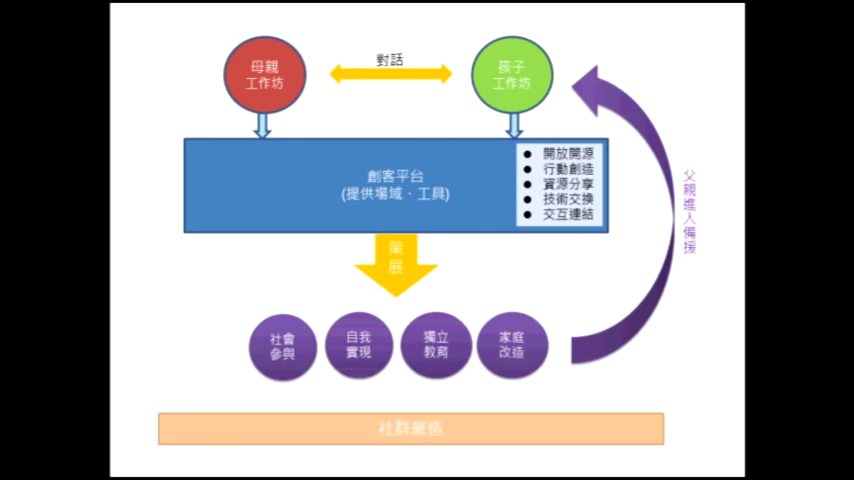 對話
母親
工作坊
孩子
工作坊
創客平台
(提供場域、工具)
● 開放開源
● 行動創造
● 資源分享
● 技術交換
● 交互連結
策
展
父親進入備援
社會
參與
自我
實現
獨立
教育
家庭
改造
社群營造